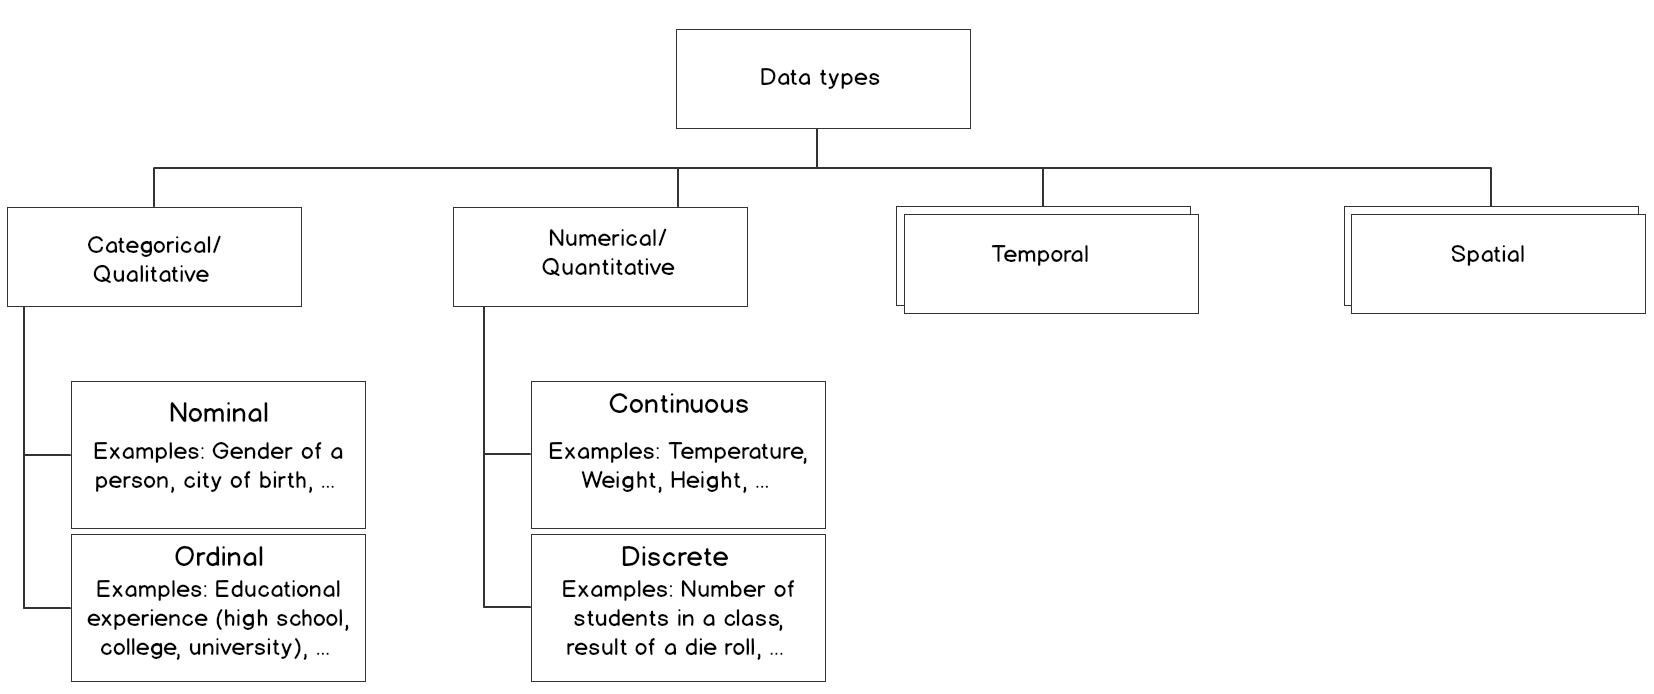 Data types
Categorical/
Qualitative
Numerical/
Quantitative
Temporal
Spatial
Nominal
Examples: Gender of a
person, city of birth, ...
Ordinal
Examples: Educational
experience (high school,
college, university), ...
Continuous
Examples: Temperature,
Weight, Height, ...
Discrete
Examples: Number of
students in a class,
result of a die roll, ...